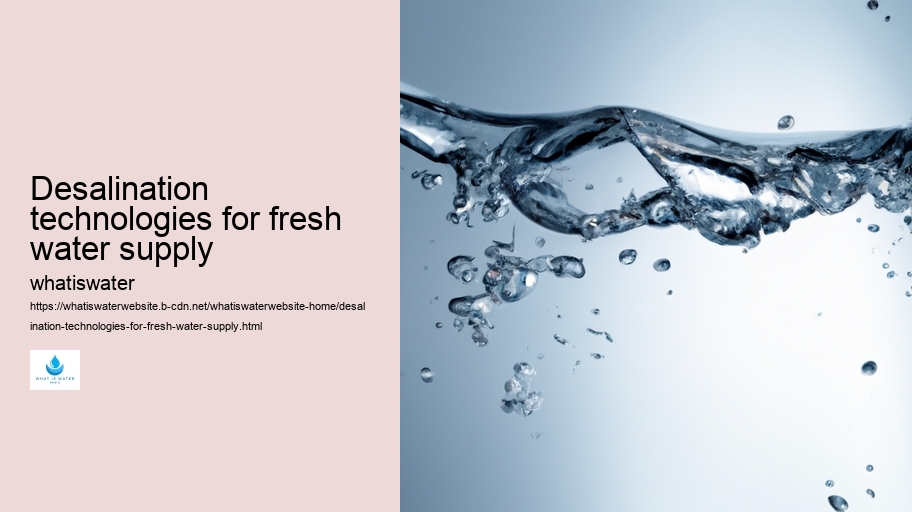 Desalination
technologies for fresh
water supply
whatiswater
https://whatiswaterwebsite.b-cdn.net/whatiswaterwebsite-home/desal
ination-technologies-for-fresh-water-supply.html
WHAT IS WATER